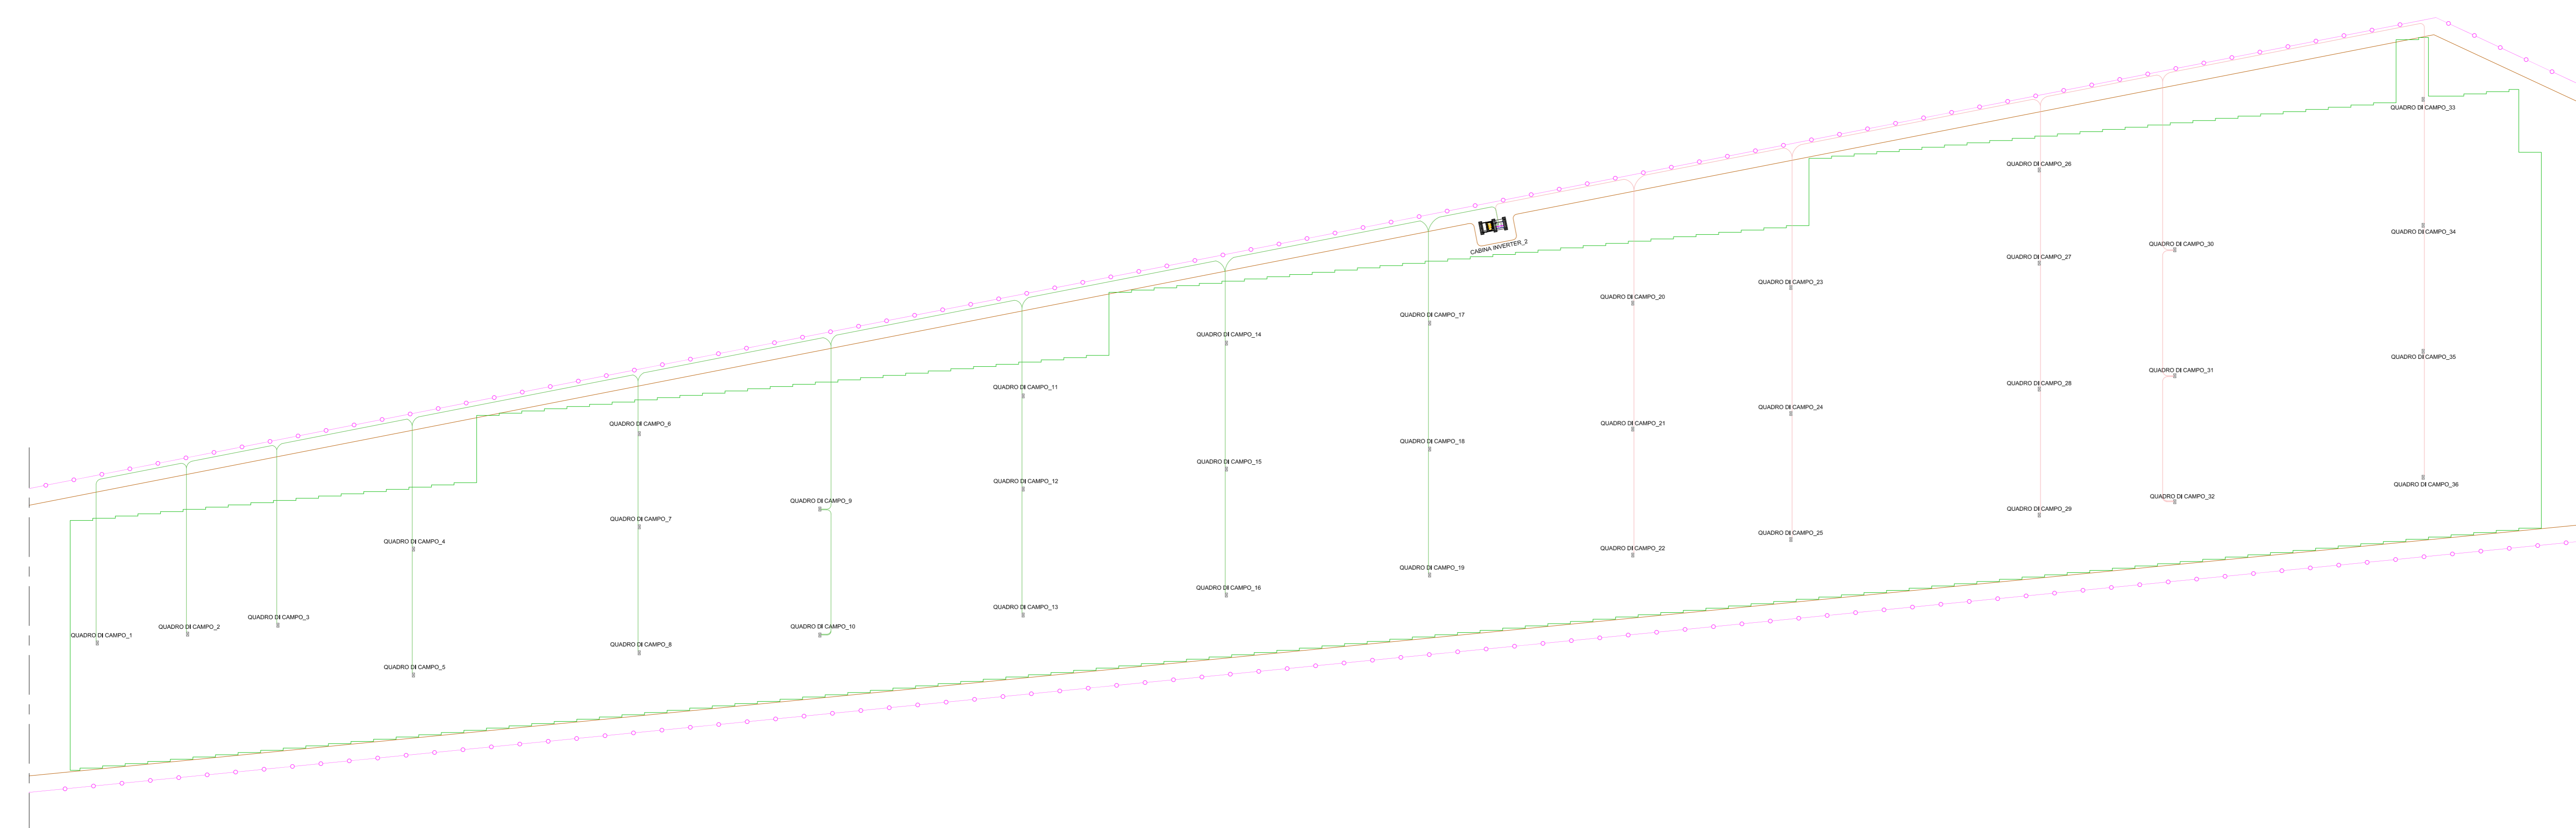 QUADRO DI CAMPO_1
QUADRO DI CAMPO_2
QUADRO DI CAMPO_3
QUADRO DI CAMPO_4
QUADRO DI CAMPO_5
QUADRO DI CAMPO_6
QUADRO DI CAMPO_7
QUADRO DI CAMPO_8
QUADRO DI CAMPO_9
QUADRO DI CAMPO_10
QUADRO DI CAMPO_11
QUADRO DI CAMPO_12
QUADRO DI CAMPO_13
QUADRO DI CAMPO_14
QUADRO DI CAMPO_15
QUADRO DI CAMPO_16
QUADRO DI CAMPO_17
QUADRO DI CAMPO_18
QUADRO DI CAMPO_19
CABINA INVERTER_2
QUADRO DI CAMPO_20
QUADRO DI CAMPO_21
QUADRO DI CAMPO_22
QUADRO DI CAMPO_23
QUADRO DI CAMPO_24
QUADRO DI CAMPO_25
QUADRO DI CAMPO_26
QUADRO DI CAMPO_27
QUADRO DI CAMPO_28
QUADRO DI CAMPO_29
QUADRO DI CAMPO_30
QUADRO DI CAMPO_31
QUADRO DI CAMPO_32
QUADRO DI CAMPO_33
QUADRO DI CAMPO_34
QUADRO DI CAMPO_35
QUADRO DI CAMPO_36